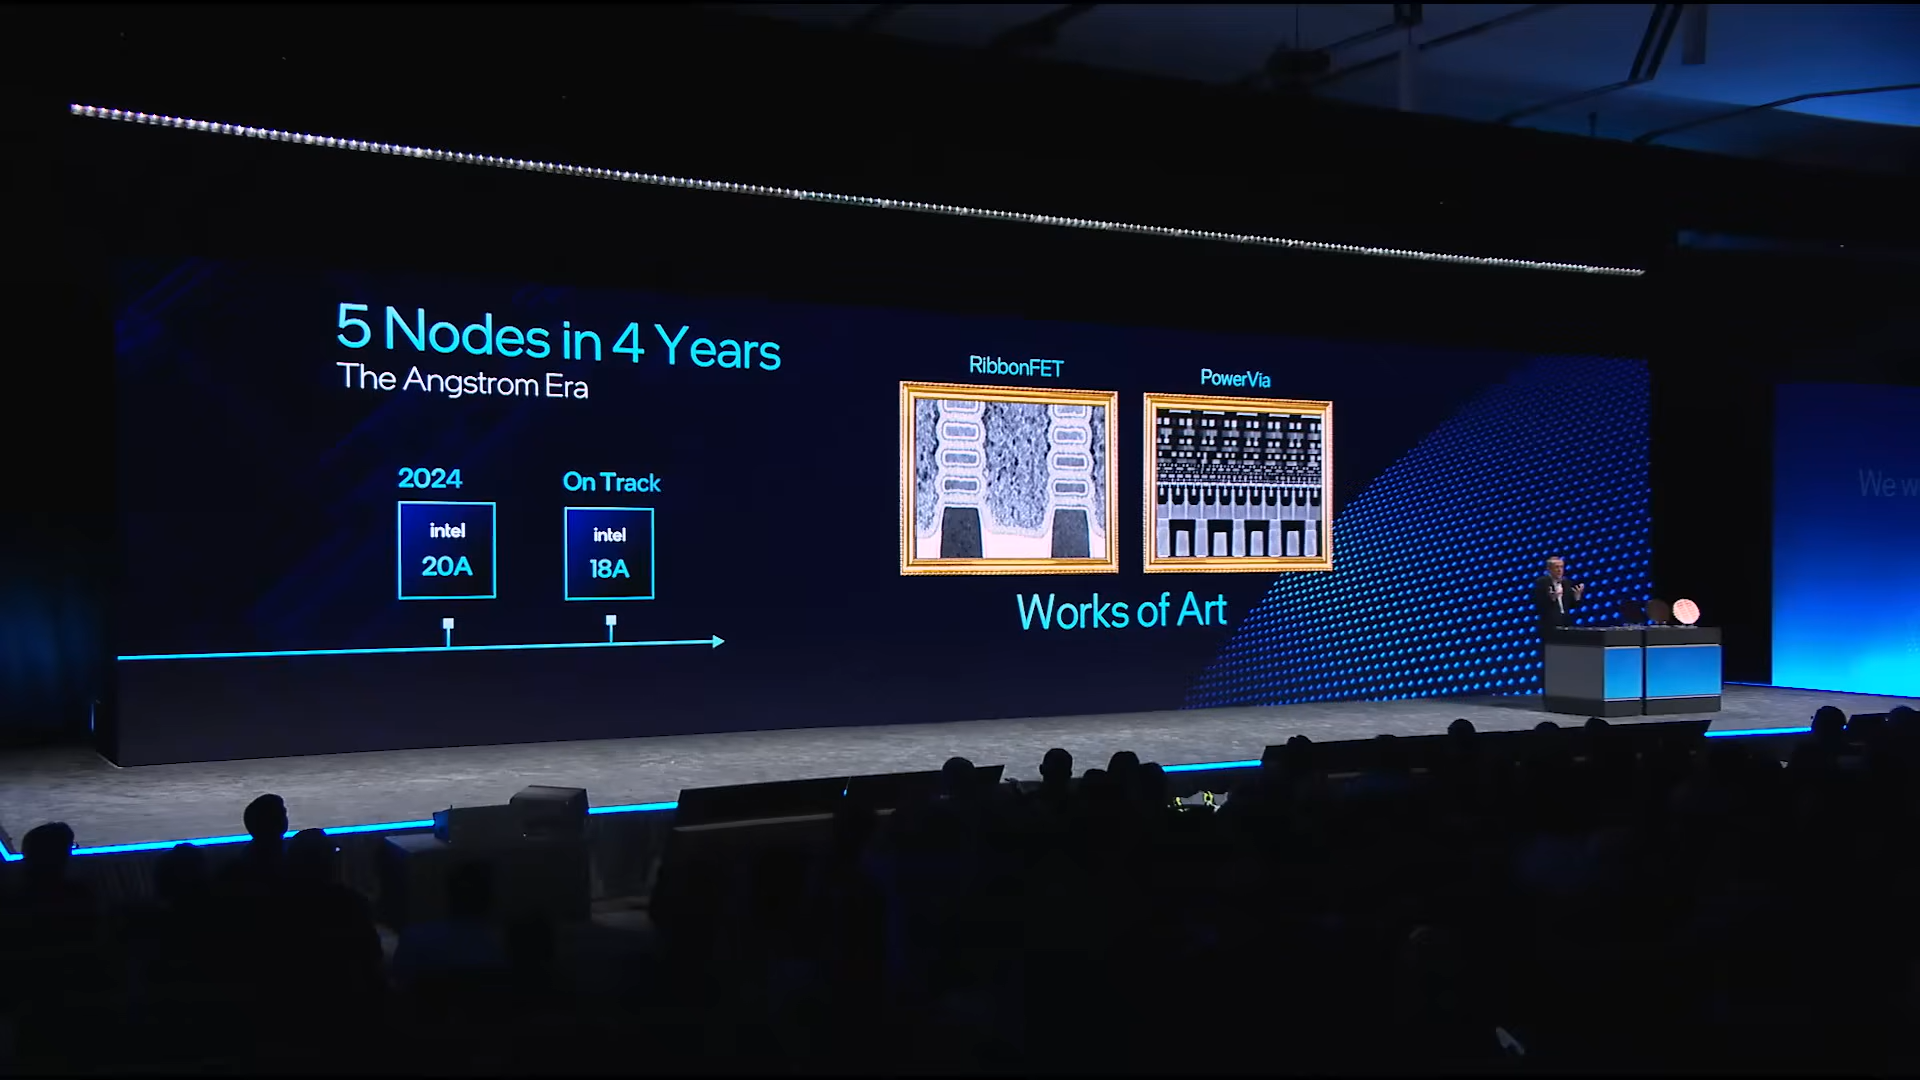 5 Nodes in 4 Years
The Angstrom Era
2024
intel
20A
On Track
intel
18A
RibbonFET
PowerVia
Works of Art
We w